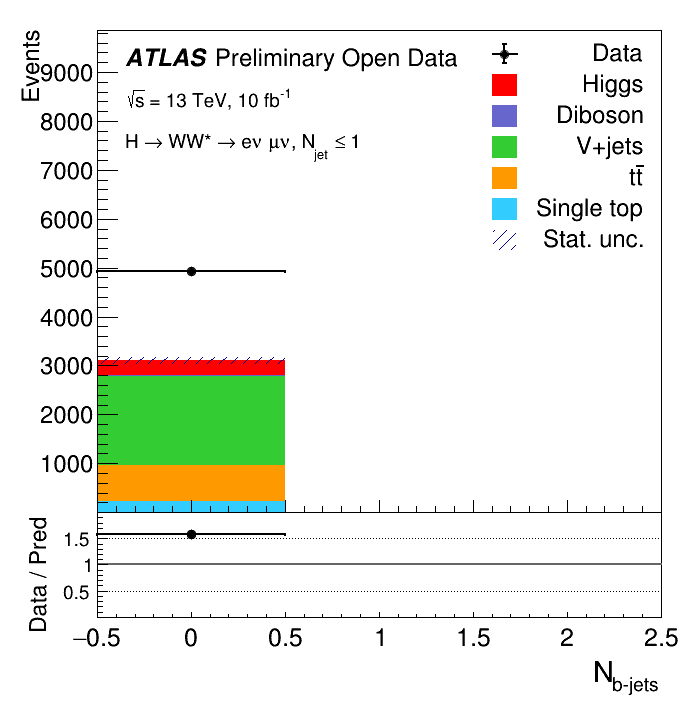 Events
ATLAS Preliminary Open Data
√s = 13 TeV, 10 fb⁻¹
H → WW* → eν μν, N_jet ≤ 1
Data
Higgs
Diboson
V+jets
tt̄
Single top
Stat. unc.
9000
8000
7000
6000
5000
4000
3000
2000
1000
Data / Pred
1.5
1
0.5
−0.5 0 0.5 1 1.5 2 2.5
N_b-jets